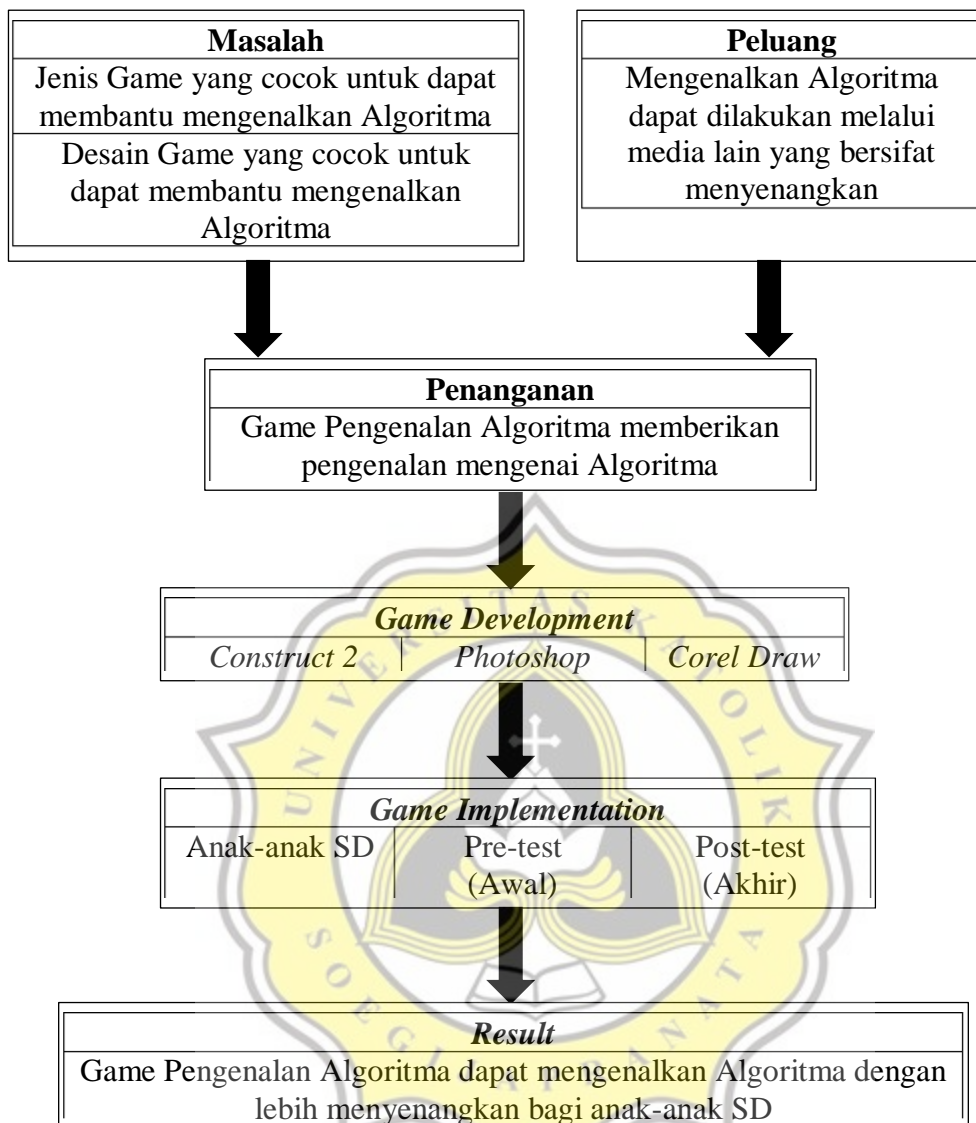 Masalah
Jenis Game yang cocok untuk dapat
membantu mengenalkan Algoritma
Desain Game yang cocok untuk
dapat membantu mengenalkan
Algoritma
Peluang
Mengenalkan Algoritma
dapat dilakukan melalui
media lain yang bersifat
menyenangkan
Penanganan
Game Pengenalan Algoritma memberikan
pengenalan mengenai Algoritma
Game Development
Construct 2 Photoshop Corel Draw
Game Implementation
Anak-anak SD
Pre-test
(Awal)
Post-test
(Akhir)
Result
Game Pengenalan Algoritma dapat mengenalkan Algoritma dengan
lebih menyenangkan bagi anak-anak SD
UNIVERSITAS KATOLIK
SOEGIJAPRANATA